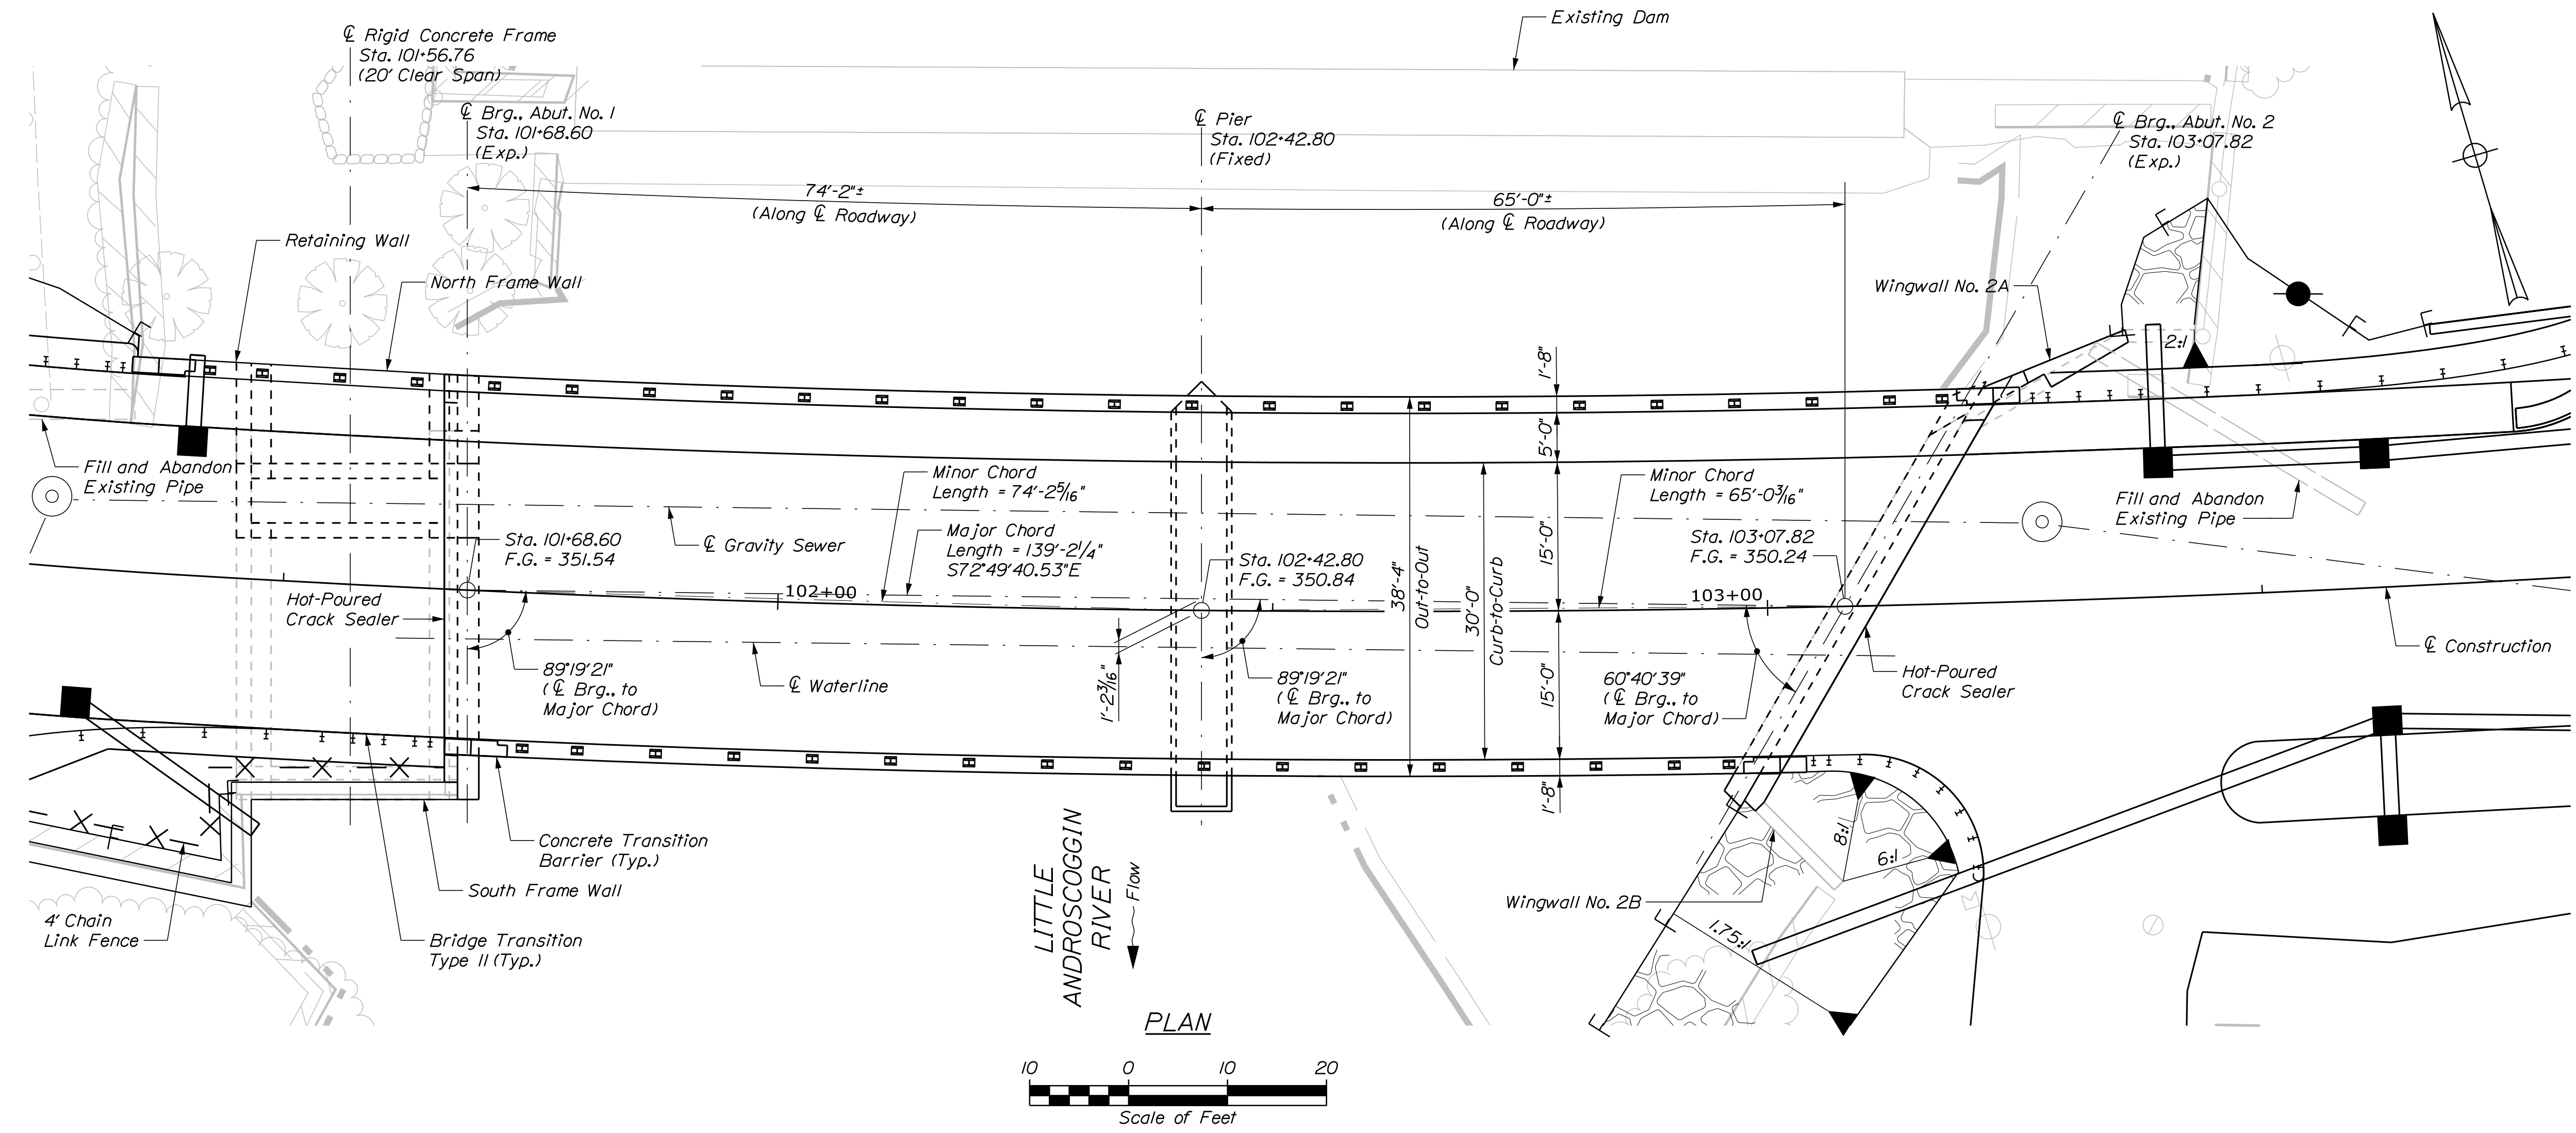 Existing Dam
℄ Rigid Concrete Frame
Sta. 101+56.76
(20' Clear Span)
℄ Brg., Abut. No. 1
Sta. 101+68.60
(Exp.)
℄ Pier
Sta. 102+42.80
(Fixed)
℄ Brg., Abut. No. 2
Sta. 103+07.82
(Exp.)
74'-2"±
(Along ℄ Roadway)
65'-0"±
(Along ℄ Roadway)
Retaining Wall
North Frame Wall
Wingwall No. 2A
2:1
1'-8"
5'-0"
15'-0"
15'-0"
1'-8"
38'-4"
Out-to-Out
30'-0"
Curb-to-Curb
Fill and Abandon
Existing Pipe
Minor Chord
Length = 74'-2 5/16"
Major Chord
Length = 139'-2 1/4"
S72°49'40.53"E
Minor Chord
Length = 65'-0 3/16"
Fill and Abandon
Existing Pipe
℄ Gravity Sewer
Sta. 101+68.60
F.G. = 351.54
Sta. 102+42.80
F.G. = 350.84
Sta. 103+07.82
F.G. = 350.24
102+00
103+00
Hot-Poured
Crack Sealer
℄ Construction
89°19'21"
(℄ Brg., to
Major Chord)
℄ Waterline
1'-2 3/16"
89°19'21"
(℄ Brg., to
Major Chord)
60°40'39"
(℄ Brg., to
Major Chord)
Hot-Poured
Crack Sealer
Concrete Transition
Barrier (Typ.)
South Frame Wall
4' Chain
Link Fence
Bridge Transition
Type II (Typ.)
LITTLE
ANDROSCOGGIN
RIVER
Flow
8:1
6:1
Wingwall No. 2B
1.75:1
PLAN
10 0 10 20
Scale of Feet